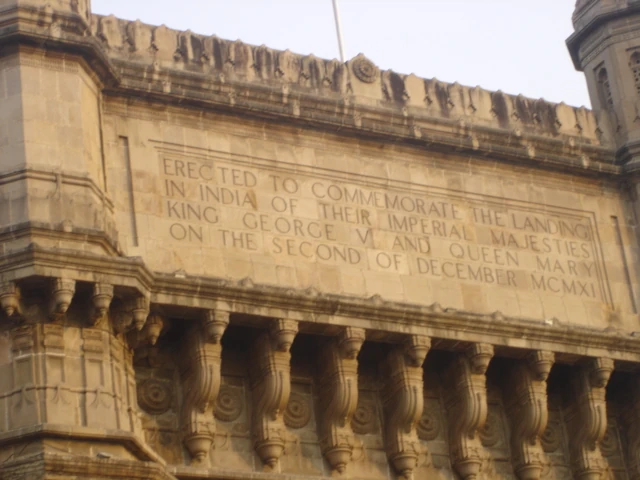 ERECTED TO COMMEMORATE THE LANDING
IN INDIA OF THEIR IMPERIAL MAJESTIES
KING GEORGE V AND QUEEN MARY
ON THE SECOND OF DECEMBER MCMXI